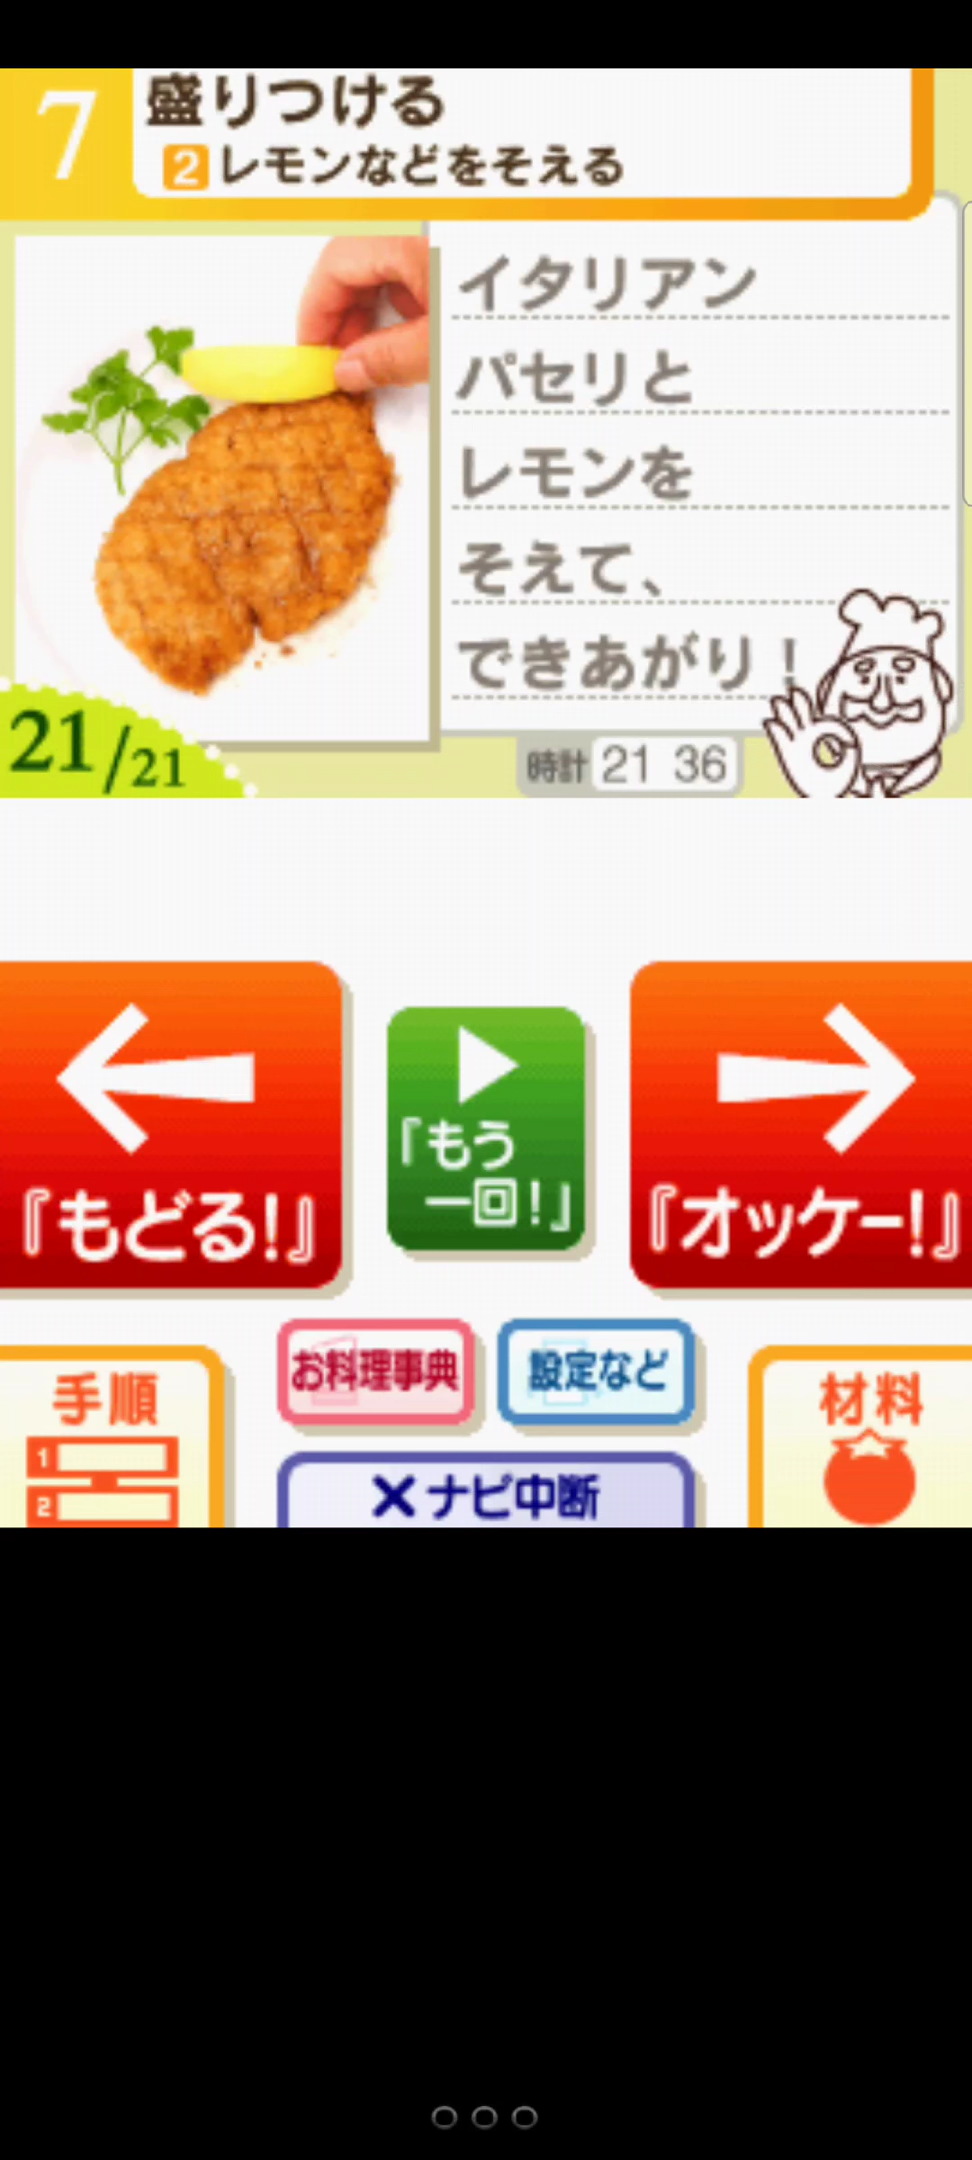 7
盛りつける
2 レモンなどをそえる
イタリアン
パセリと
レモンを
そえて、
できあがり！
21/21
時計 21 36
『もどる!』
『もう
一回!』
『オッケー!』
お料理事典
設定など
手順
1
2
材料
×ナビ中断